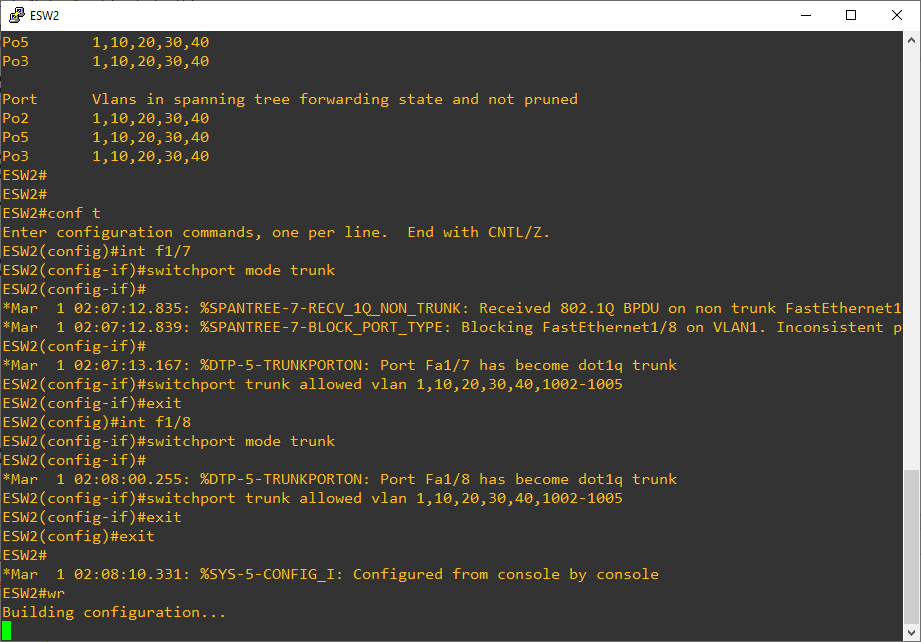 ESW2
Po5       1,10,20,30,40
Po3       1,10,20,30,40
Port      Vlans in spanning tree forwarding state and not pruned
Po2       1,10,20,30,40
Po5       1,10,20,30,40
Po3       1,10,20,30,40
ESW2#
ESW2#
ESW2#conf t
Enter configuration commands, one per line.  End with CNTL/Z.
ESW2(config)#int f1/7
ESW2(config-if)#switchport mode trunk
ESW2(config-if)#
*Mar  1 02:07:12.835: %SPANTREE-7-RECV_1Q_NON_TRUNK: Received 802.1Q BPDU on non trunk FastEthernet1
*Mar  1 02:07:12.839: %SPANTREE-7-BLOCK_PORT_TYPE: Blocking FastEthernet1/8 on VLAN1. Inconsistent p
ESW2(config-if)#
*Mar  1 02:07:13.167: %DTP-5-TRUNKPORTON: Port Fa1/7 has become dot1q trunk
ESW2(config-if)#switchport trunk allowed vlan 1,10,20,30,40,1002-1005
ESW2(config-if)#exit
ESW2(config)#int f1/8
ESW2(config-if)#switchport mode trunk
ESW2(config-if)#
*Mar  1 02:08:00.255: %DTP-5-TRUNKPORTON: Port Fa1/8 has become dot1q trunk
ESW2(config-if)#switchport trunk allowed vlan 1,10,20,30,40,1002-1005
ESW2(config-if)#exit
ESW2(config)#exit
ESW2#
*Mar  1 02:08:10.331: %SYS-5-CONFIG_I: Configured from console by console
ESW2#wr
Building configuration...